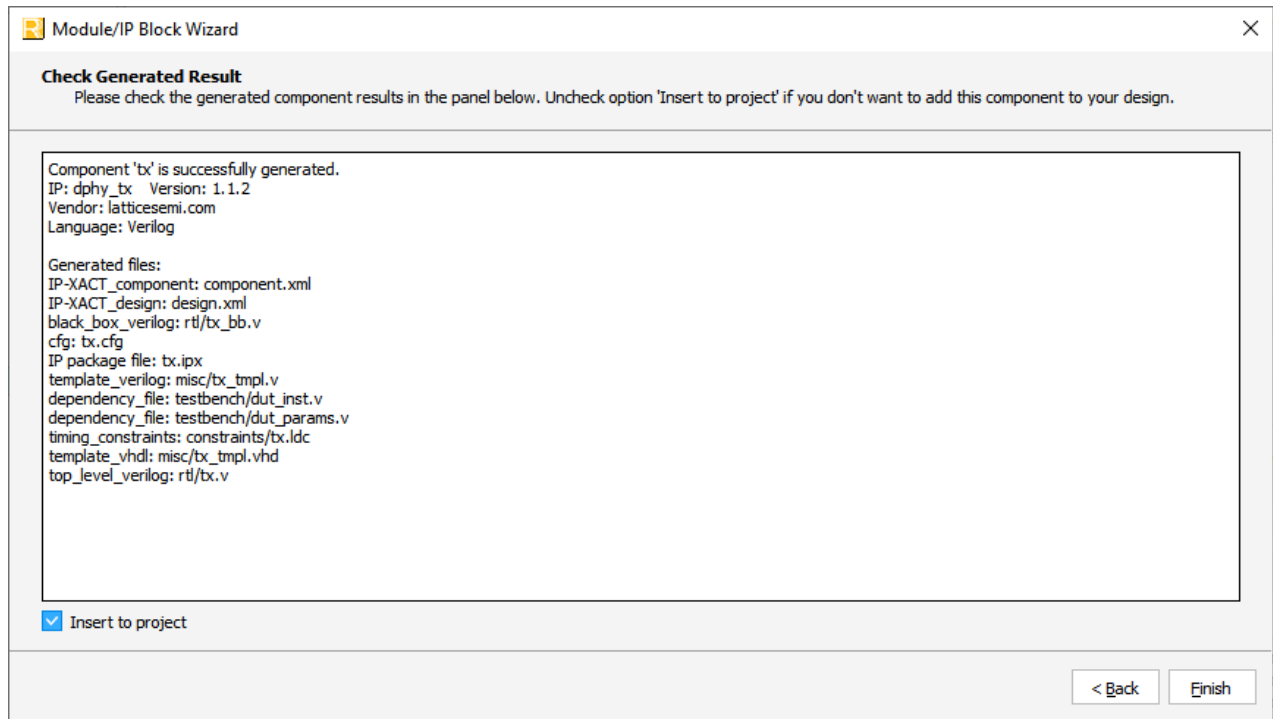 Module/IP Block Wizard
Check Generated Result
Please check the generated component results in the panel below. Uncheck option 'Insert to project' if you don't want to add this component to your design.
Component 'tx' is successfully generated.
IP: dphy_tx    Version: 1.1.2
Vendor: latticesemi.com
Language: Verilog
Generated files:
IP-XACT_component: component.xml
IP-XACT_design: design.xml
black_box_verilog: rtl/tx_bb.v
cfg: tx.cfg
IP package file: tx.ipx
template_verilog: misc/tx_tmpl.v
dependency_file: testbench/dut_inst.v
dependency_file: testbench/dut_params.v
timing_constraints: constraints/tx.ldc
template_vhdl: misc/tx_tmpl.vhd
top_level_verilog: rtl/tx.v
Insert to project
< Back
Finish